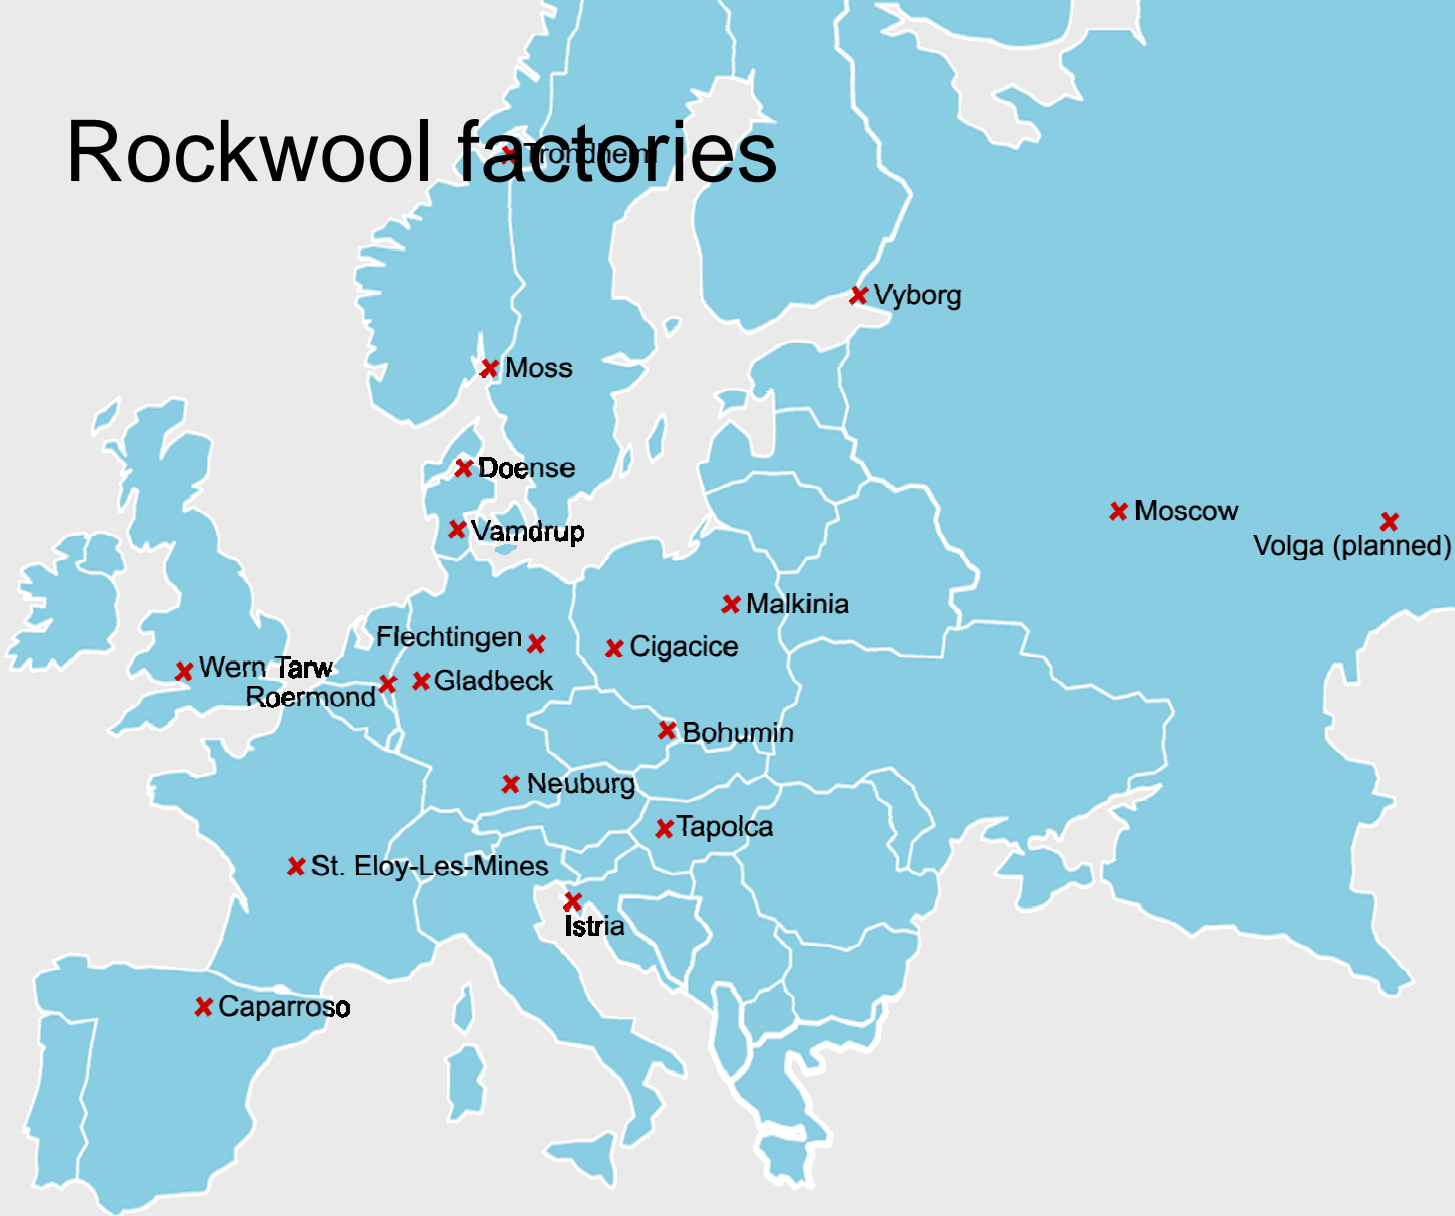 Rockwool factories
Trondheim
Vyborg
Moss
Doense
Vamdrup
Moscow
Volga (planned)
Malkinia
Flechtingen
Cigacice
Wern Tarw
Gladbeck
Roermond
Bohumin
Neuburg
Tapolca
St. Eloy-Les-Mines
Istria
Caparroso